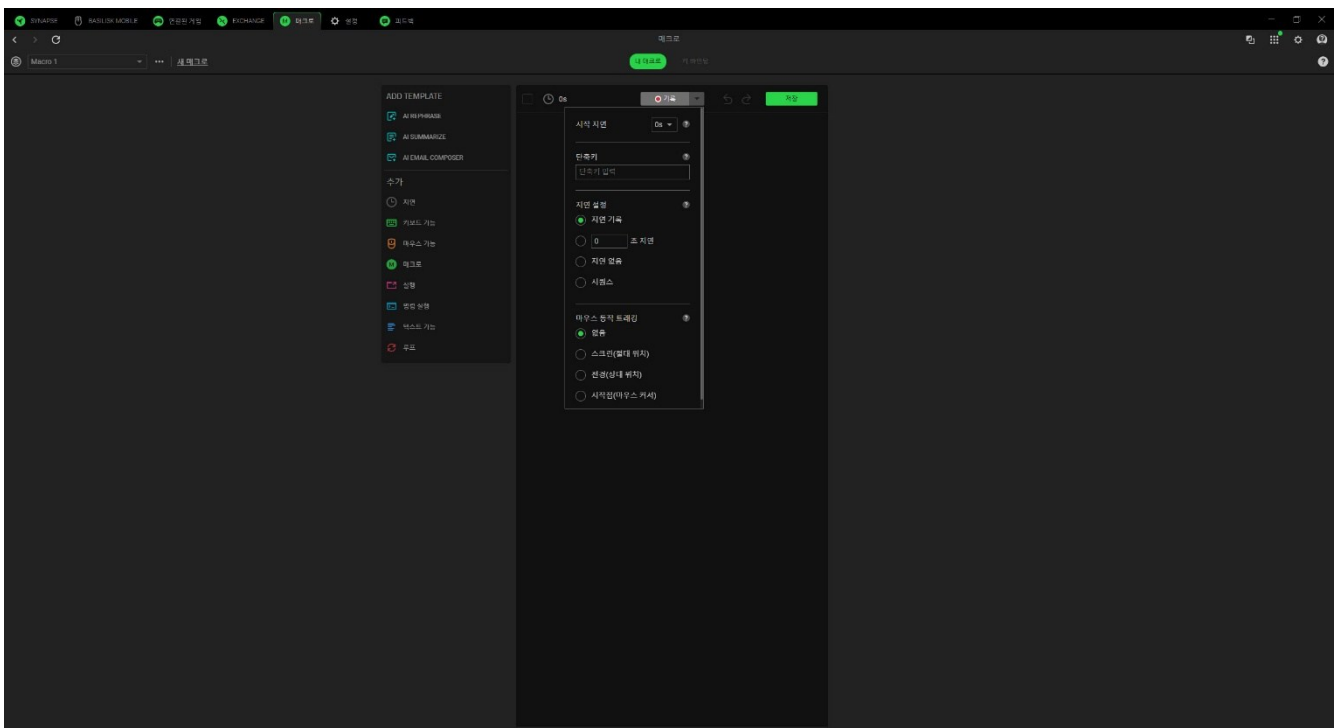 SYNAPSE BASILISK MOBILE 연결된 게임 EXCHANGE 매크로 설정 피드백
매크로
Macro 1 새 매크로 내 매크로 키 바인딩
ADD TEMPLATE
AI REPHRASE
AI SUMMARIZE
AI EMAIL COMPOSER
추가
지연
키보드 기능
마우스 기능
매크로
실행
명령 실행
텍스트 기능
루프
0s 기록 저장
시작 지연 0s
단축키
단축키 입력
지연 설정
지연 기록
0 초 지연
지연 없음
시퀀스
마우스 동작 트래킹
없음
스크린(절대 위치)
전경(상대 위치)
시작점(마우스 커서)